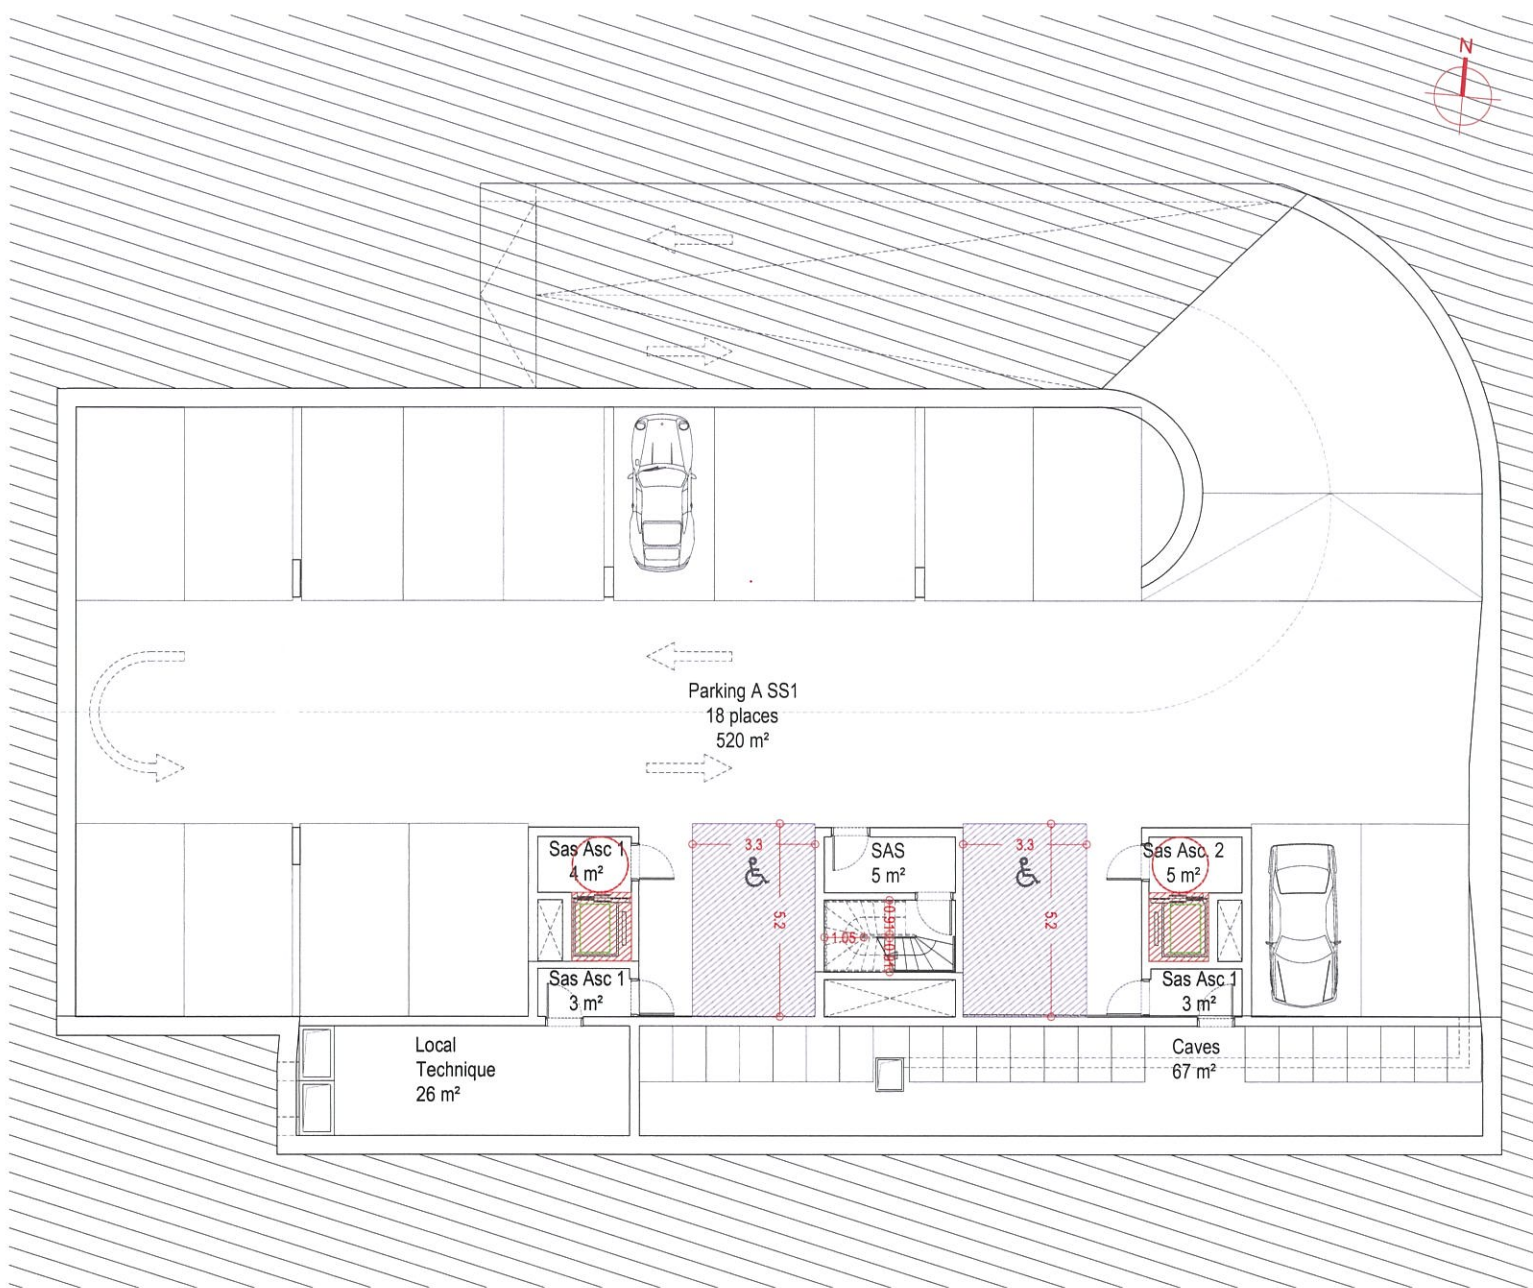 N
Parking A SS1
18 places
520 m²
Sas Asc 1
4 m²
3.3
5.2
SAS
5 m²
3.3
5.2
Sas Asc. 2
5 m²
1.05
0.91
Sas Asc 1
3 m²
Sas Asc 1
3 m²
Local
Technique
26 m²
Caves
67 m²